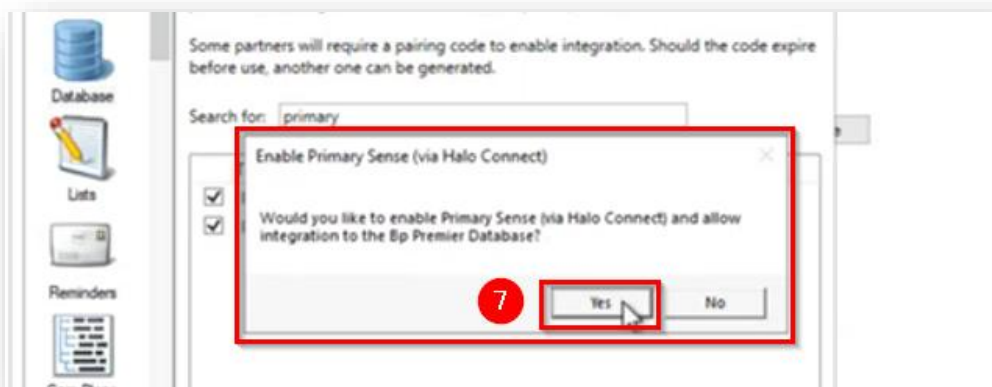 Some partners will require a pairing code to enable integration. Should the code expire
before use, another one can be generated.
Database
Search for: primary
Enable Primary Sense (via Halo Connect)
Lists
Would you like to enable Primary Sense (via Halo Connect) and allow
integration to the Bp Premier Database?
Reminders
7
Yes
No